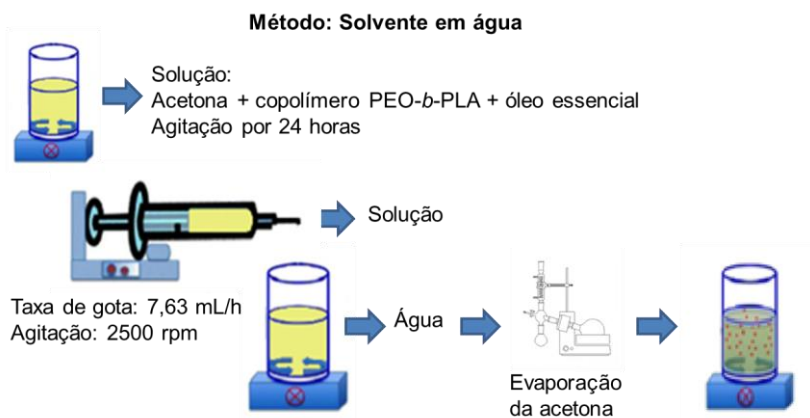 Método: Solvente em água
Solução:
Acetona + copolímero PEO-b-PLA + óleo essencial
Agitação por 24 horas
Solução
Taxa de gota: 7,63 mL/h
Agitação: 2500 rpm
Água
Evaporação
da acetona